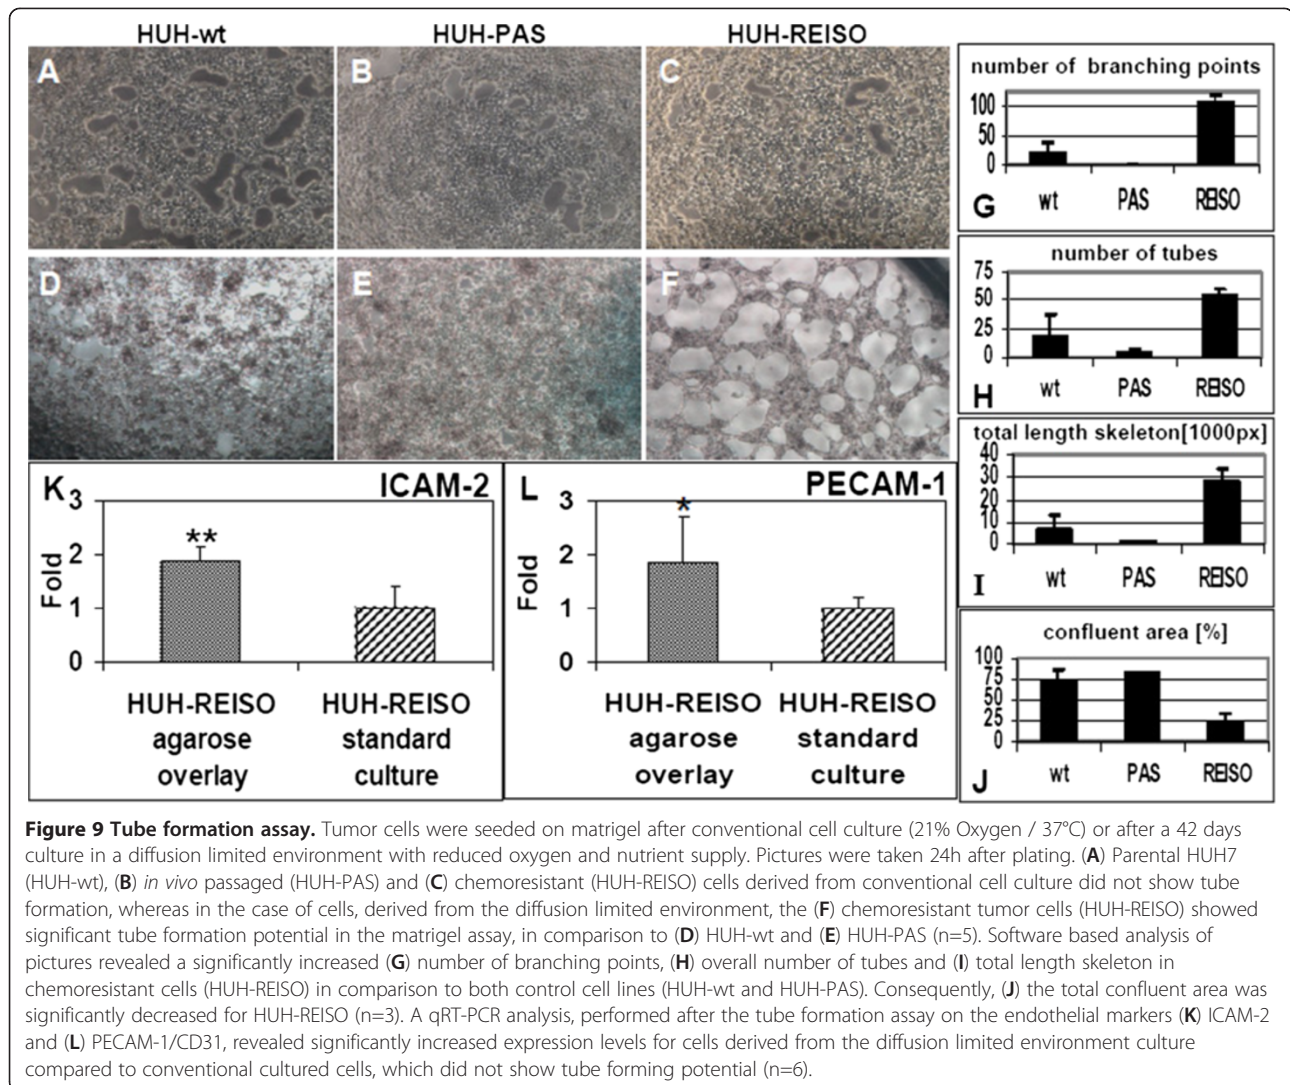 HUH-wt HUH-PAS HUH-REISO
A B C
D E F
number of branching points
100
50
0
wt PAS REISO
G
number of tubes
75
50
25
0
wt PAS REISO
H
total length skeleton[1000px]
40
30
20
10
0
wt PAS REISO
I
confluent area [%]
100
75
50
25
0
wt PAS REISO
J
K ICAM-2
3
2
1
0
Fold
**
HUH-REISO agarose overlay
HUH-REISO standard culture
L PECAM-1
3
2
1
0
Fold
*
HUH-REISO agarose overlay
HUH-REISO standard culture
Figure 9 Tube formation assay. Tumor cells were seeded on matrigel after conventional cell culture (21% Oxygen / 37°C) or after a 42 days
culture in a diffusion limited environment with reduced oxygen and nutrient supply. Pictures were taken 24h after plating. (A) Parental HUH7
(HUH-wt), (B) in vivo passaged (HUH-PAS) and (C) chemoresistant (HUH-REISO) cells derived from conventional cell culture did not show tube
formation, whereas in the case of cells, derived from the diffusion limited environment, the (F) chemoresistant tumor cells (HUH-REISO) showed
significant tube formation potential in the matrigel assay, in comparison to (D) HUH-wt and (E) HUH-PAS (n=5). Software based analysis of
pictures revealed a significantly increased (G) number of branching points, (H) overall number of tubes and (I) total length skeleton in
chemoresistant cells (HUH-REISO) in comparison to both control cell lines (HUH-wt and HUH-PAS). Consequently, (J) the total confluent area was
significantly decreased for HUH-REISO (n=3). A qRT-PCR analysis, performed after the tube formation assay on the endothelial markers (K) ICAM-2
and (L) PECAM-1/CD31, revealed significantly increased expression levels for cells derived from the diffusion limited environment culture
compared to conventional cultured cells, which did not show tube forming potential (n=6).